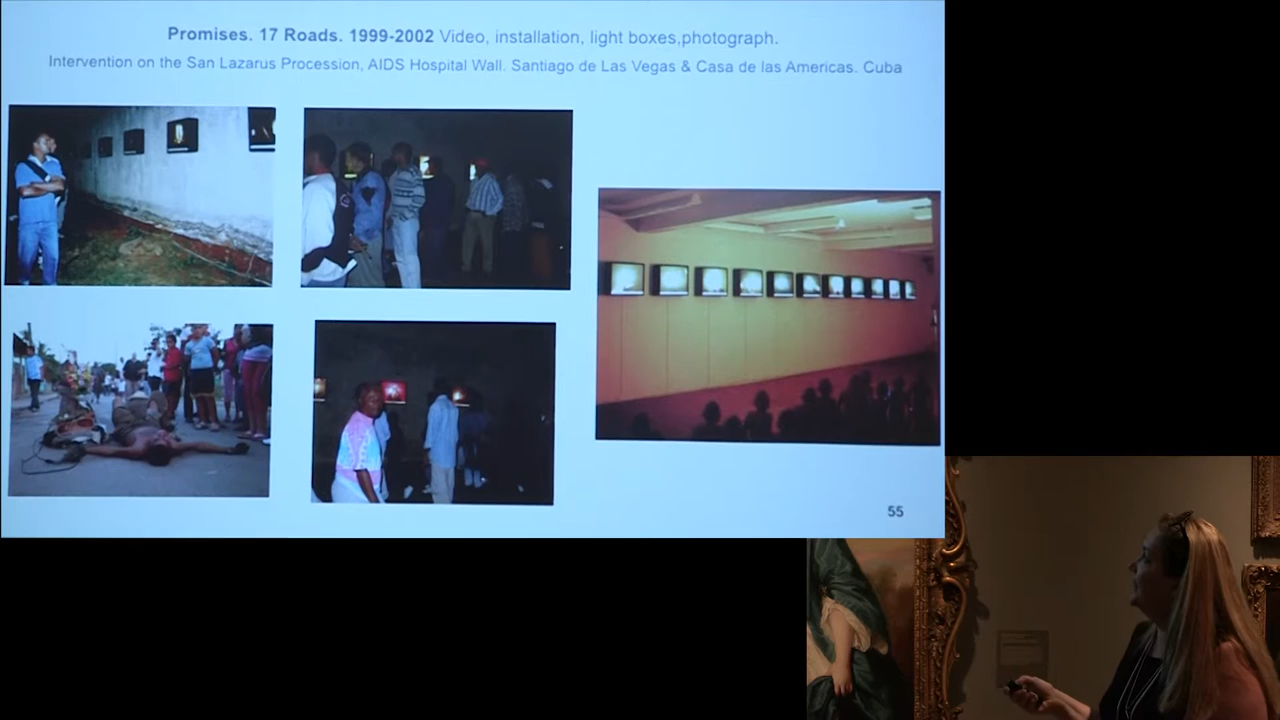 Promises. 17 Roads. 1999-2002 Video, installation, light boxes,photograph.
Intervention on the San Lazarus Procession, AIDS Hospital Wall. Santiago de Las Vegas & Casa de las Americas. Cuba
55